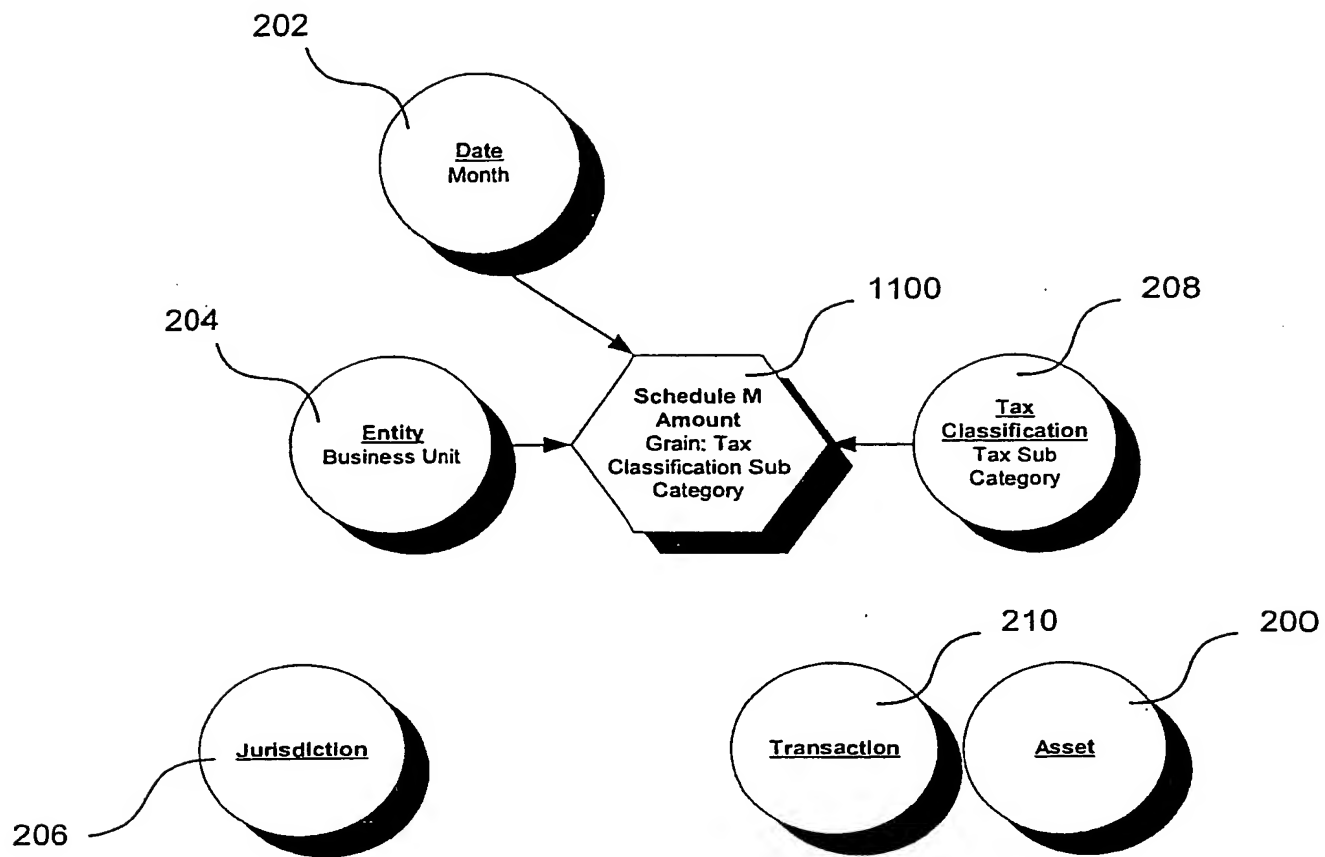 202
Date
Month
1100
208
204
Schedule M
Amount
Grain: Tax
Classification Sub
Category
Entity
Business Unit
Tax
Classification
Tax Sub
Category
210
200
Jurisdiction
Transaction
Asset
206